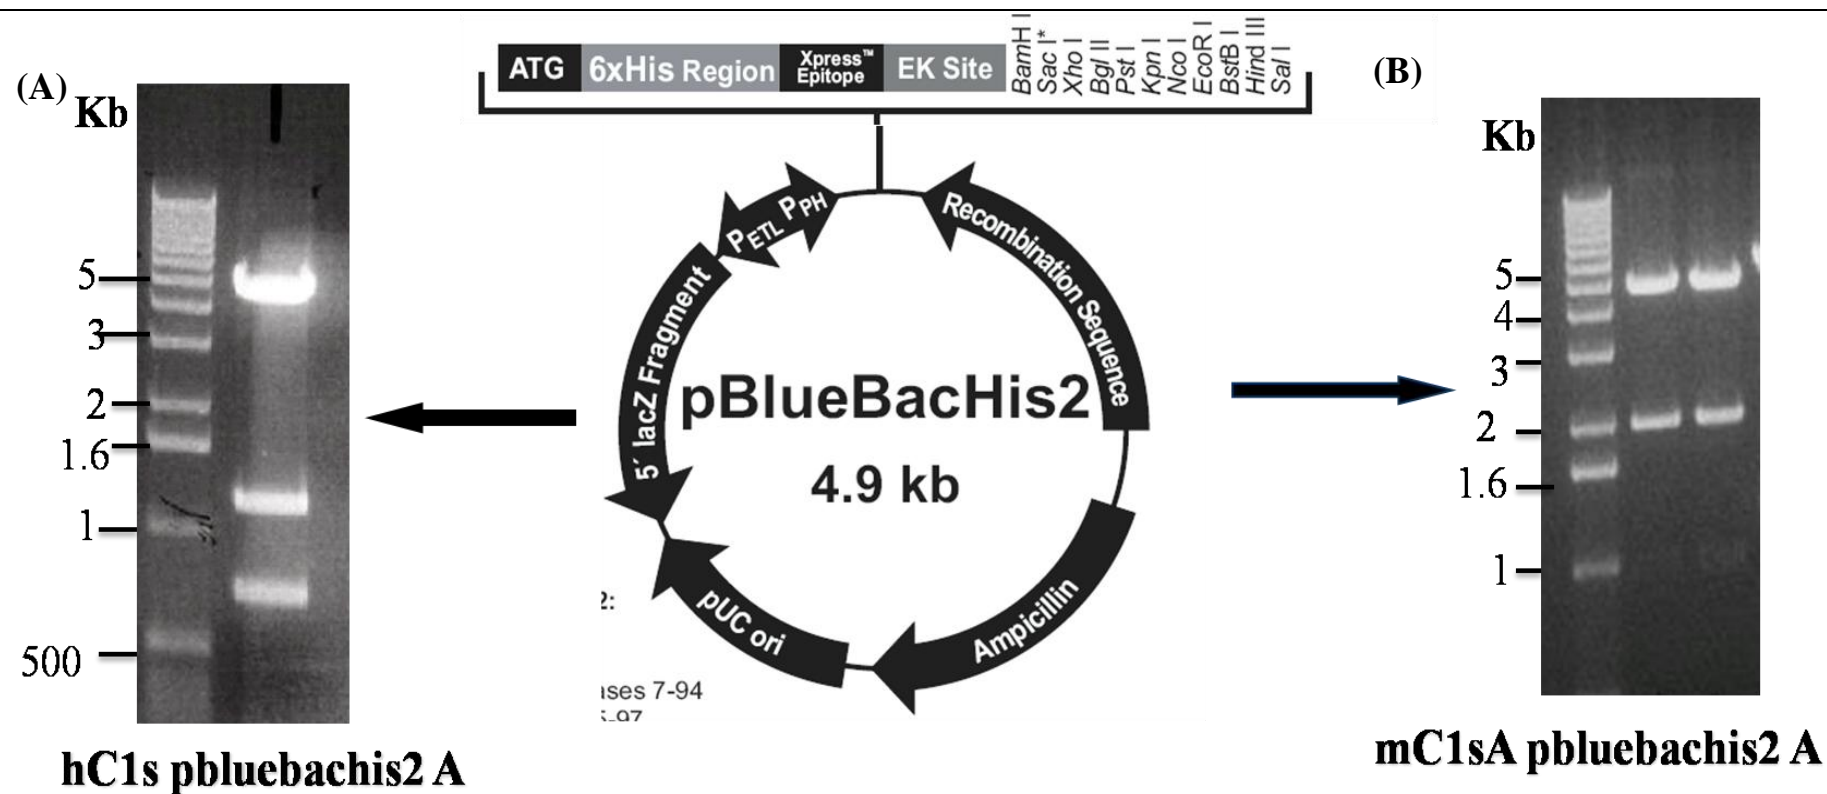 (A)
Kb
5
3
2
1.6
1
500
hC1s pbluebachis2 A
ATG 6xHis Region Xpress™ Epitope EK Site BamH I Sac I* Xho I Bgl II Pst I Kpn I Nco I EcoR I BstB I Hind III Sal I
PETL PPH
Recombination Sequence
5´ lacZ Fragment
pBlueBacHis2
4.9 kb
Ampicillin
pUC ori
2:
ases 7-94
(B)
Kb
5
4
3
2
1.6
1
mC1sA pbluebachis2 A